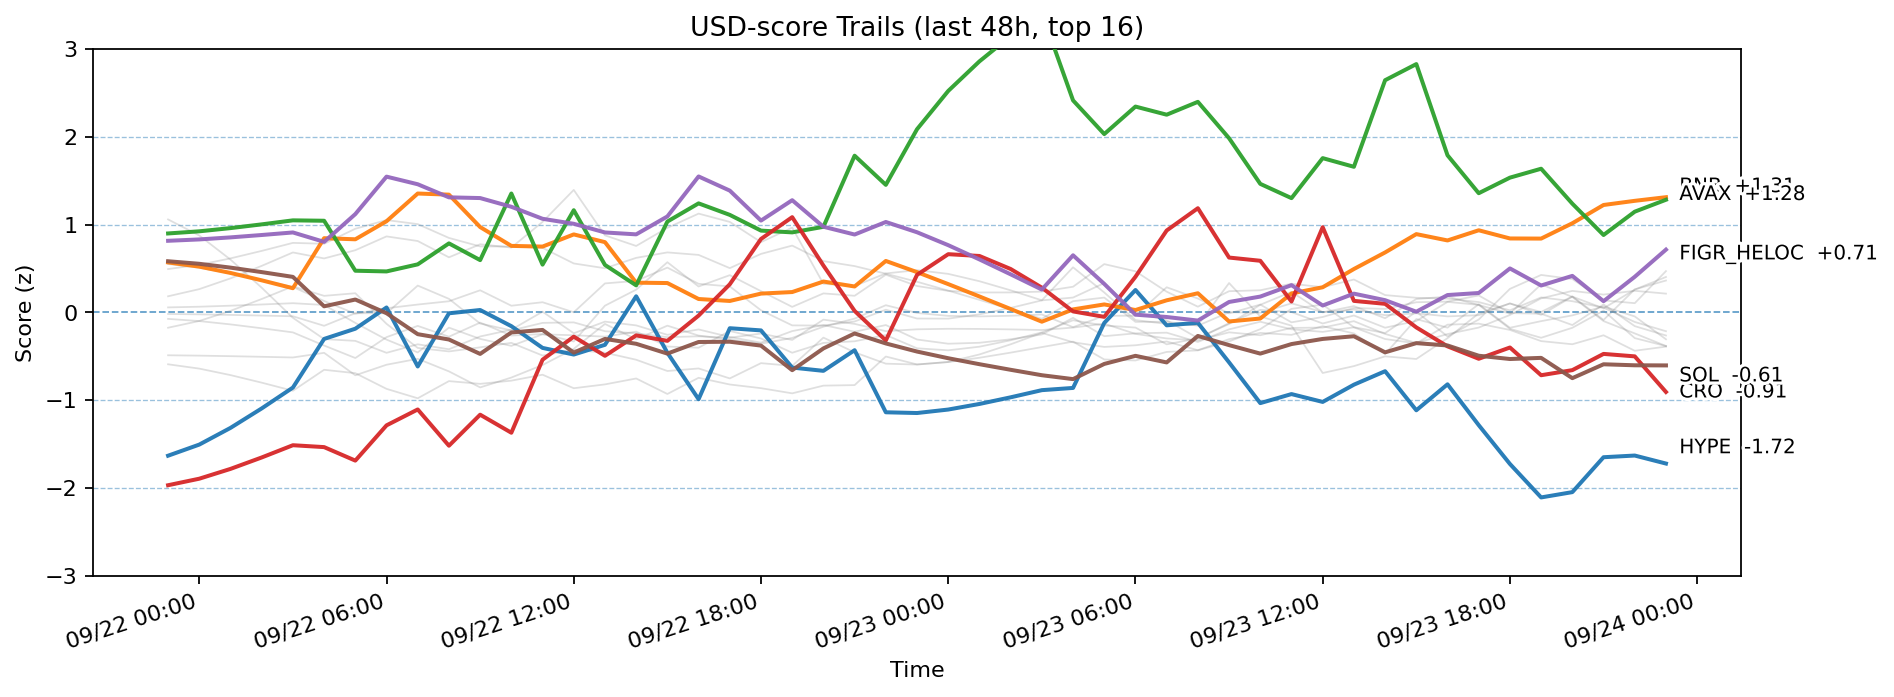 USD-score Trails (last 48h, top 16)
Score (z)
3
2
1
0
−1
−2
−3
AVAX +1.28
FIGR_HELOC +0.71
SOL -0.61
CRO -0.91
HYPE -1.72
09/22 00:00
09/22 06:00
09/22 12:00
09/22 18:00
09/23 00:00
09/23 06:00
09/23 12:00
09/23 18:00
09/24 00:00
Time